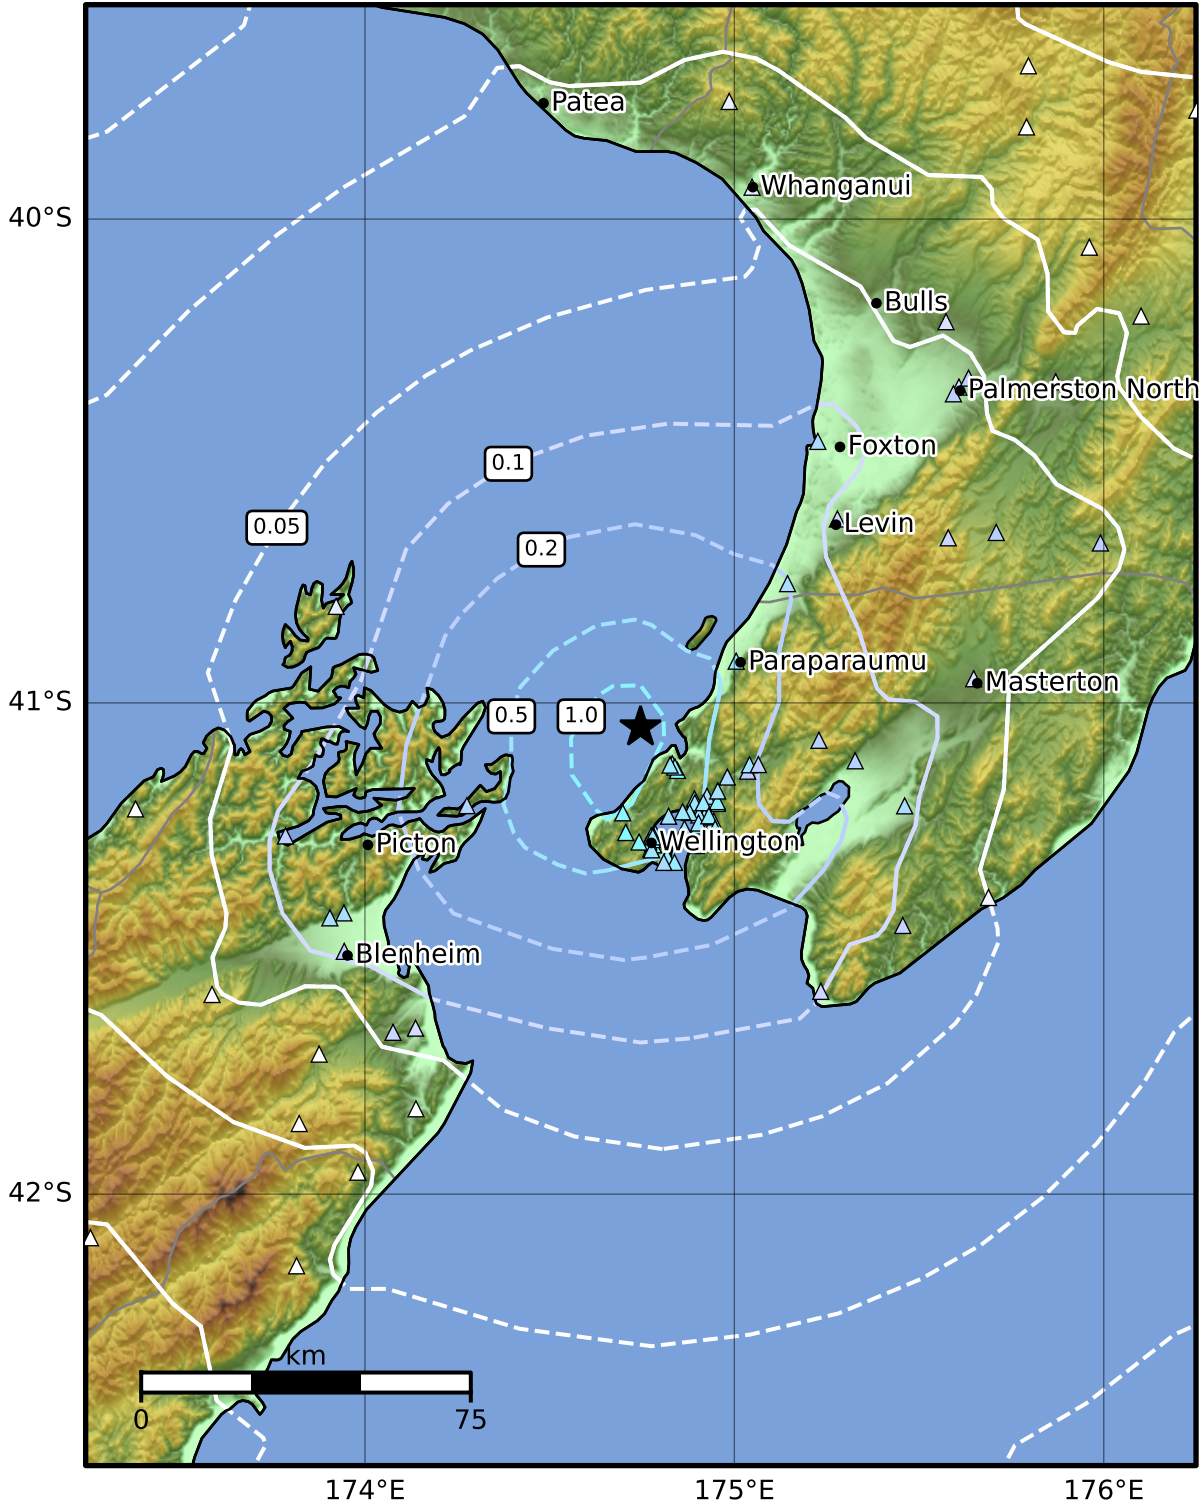 Patea
Whanganui
40°S
Bulls
Palmerston North
Foxton
0.1
Levin
0.05
0.2
Paraparaumu
Masterton
41°S
0.5
1.0
Wellington
Picton
Blenheim
42°S
km
0
75
174°E
175°E
176°E